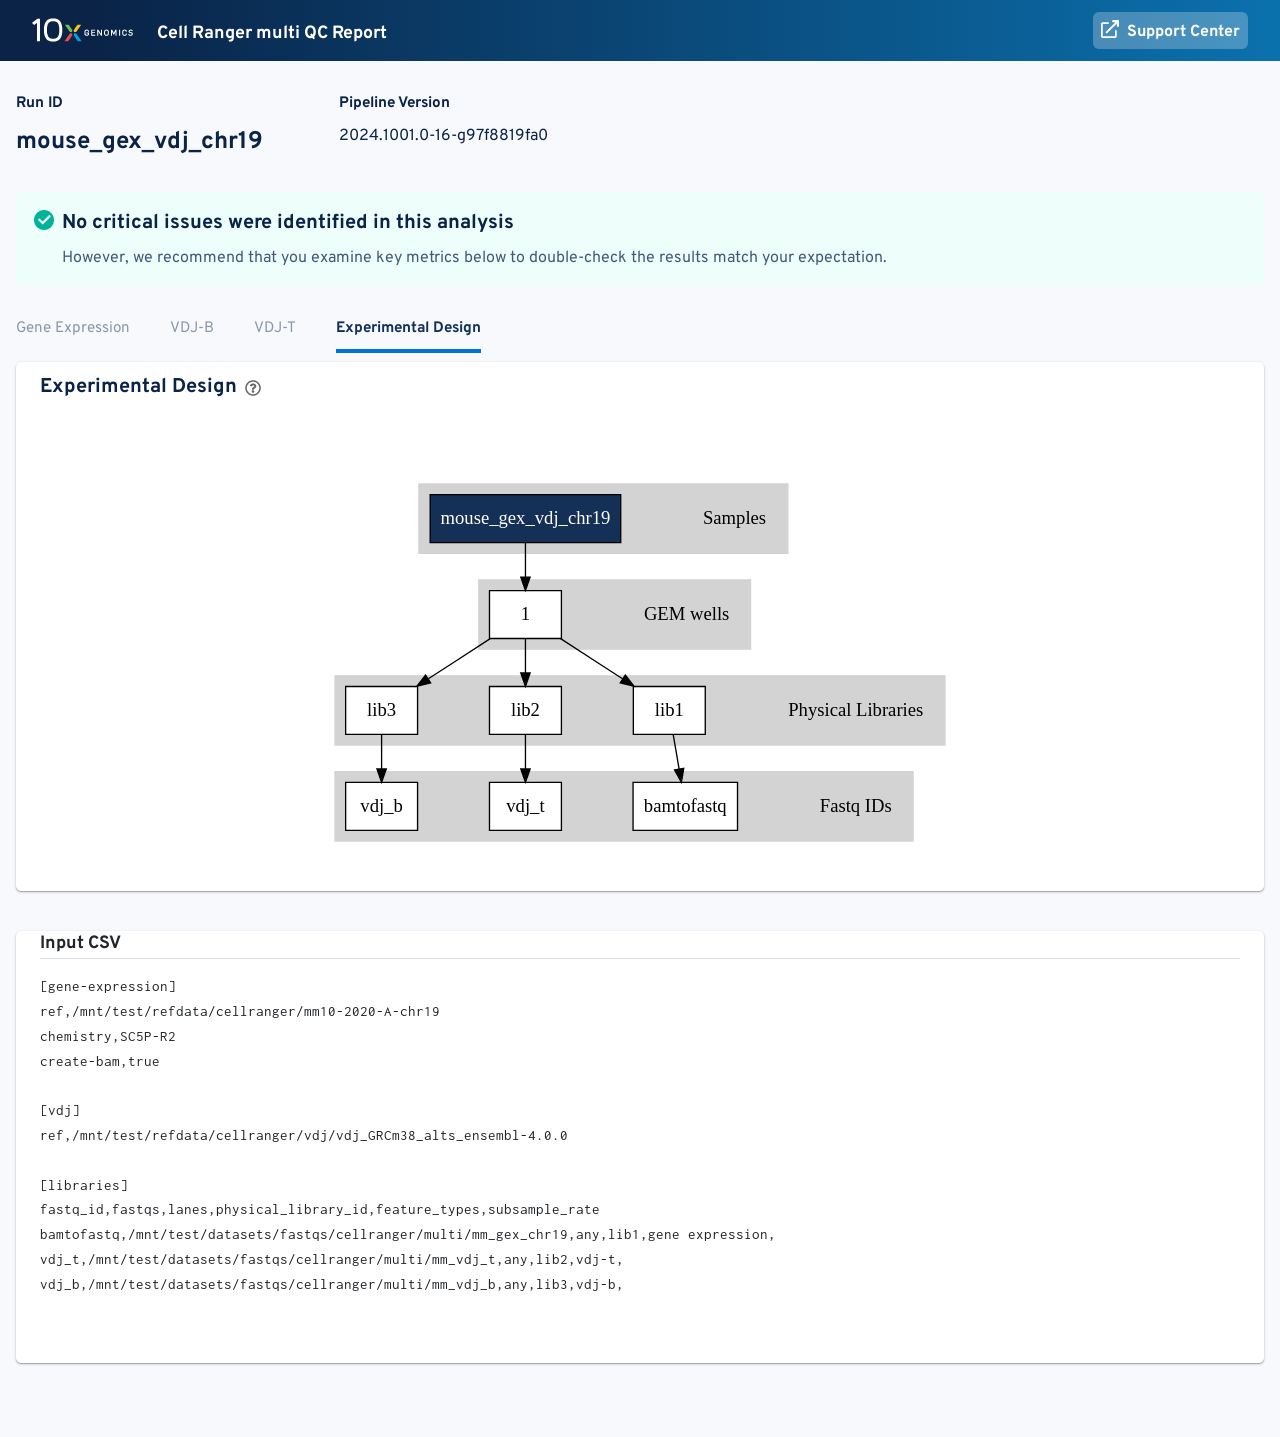 10X GENOMICS Cell Ranger multi QC Report Support Center
Run ID Pipeline Version
mouse_gex_vdj_chr19 2024.1001.0-16-g97f8819fa0
No critical issues were identified in this analysis
However, we recommend that you examine key metrics below to double-check the results match your expectation.
Gene Expression VDJ-B VDJ-T Experimental Design
Experimental Design ?
mouse_gex_vdj_chr19 Samples
1 GEM wells
lib3 lib2 lib1 Physical Libraries
vdj_b vdj_t bamtofastq Fastq IDs
Input CSV
[gene-expression]
ref,/mnt/test/refdata/cellranger/mm10-2020-A-chr19
chemistry,SC5P-R2
create-bam,true
[vdj]
ref,/mnt/test/refdata/cellranger/vdj/vdj_GRCm38_alts_ensembl-4.0.0
[libraries]
fastq_id,fastqs,lanes,physical_library_id,feature_types,subsample_rate
bamtofastq,/mnt/test/datasets/fastqs/cellranger/multi/mm_gex_chr19,any,lib1,gene expression,
vdj_t,/mnt/test/datasets/fastqs/cellranger/multi/mm_vdj_t,any,lib2,vdj-t,
vdj_b,/mnt/test/datasets/fastqs/cellranger/multi/mm_vdj_b,any,lib3,vdj-b,